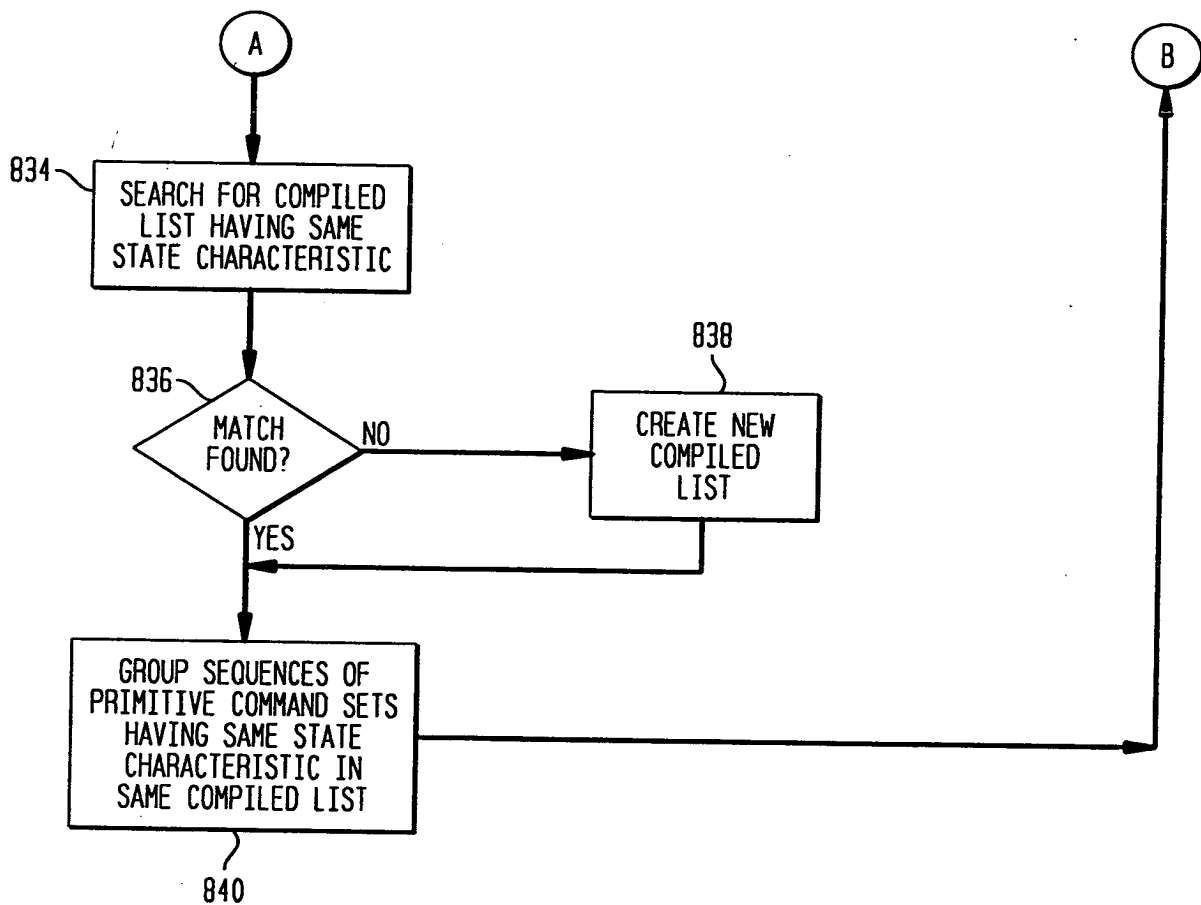 A
B
834
SEARCH FOR COMPILED
LIST HAVING SAME
STATE CHARACTERISTIC
836
838
MATCH
FOUND?
NO
CREATE NEW
COMPILED
LIST
YES
GROUP SEQUENCES OF
PRIMITIVE COMMAND SETS
HAVING SAME STATE
CHARACTERISTIC IN
SAME COMPILED LIST
840